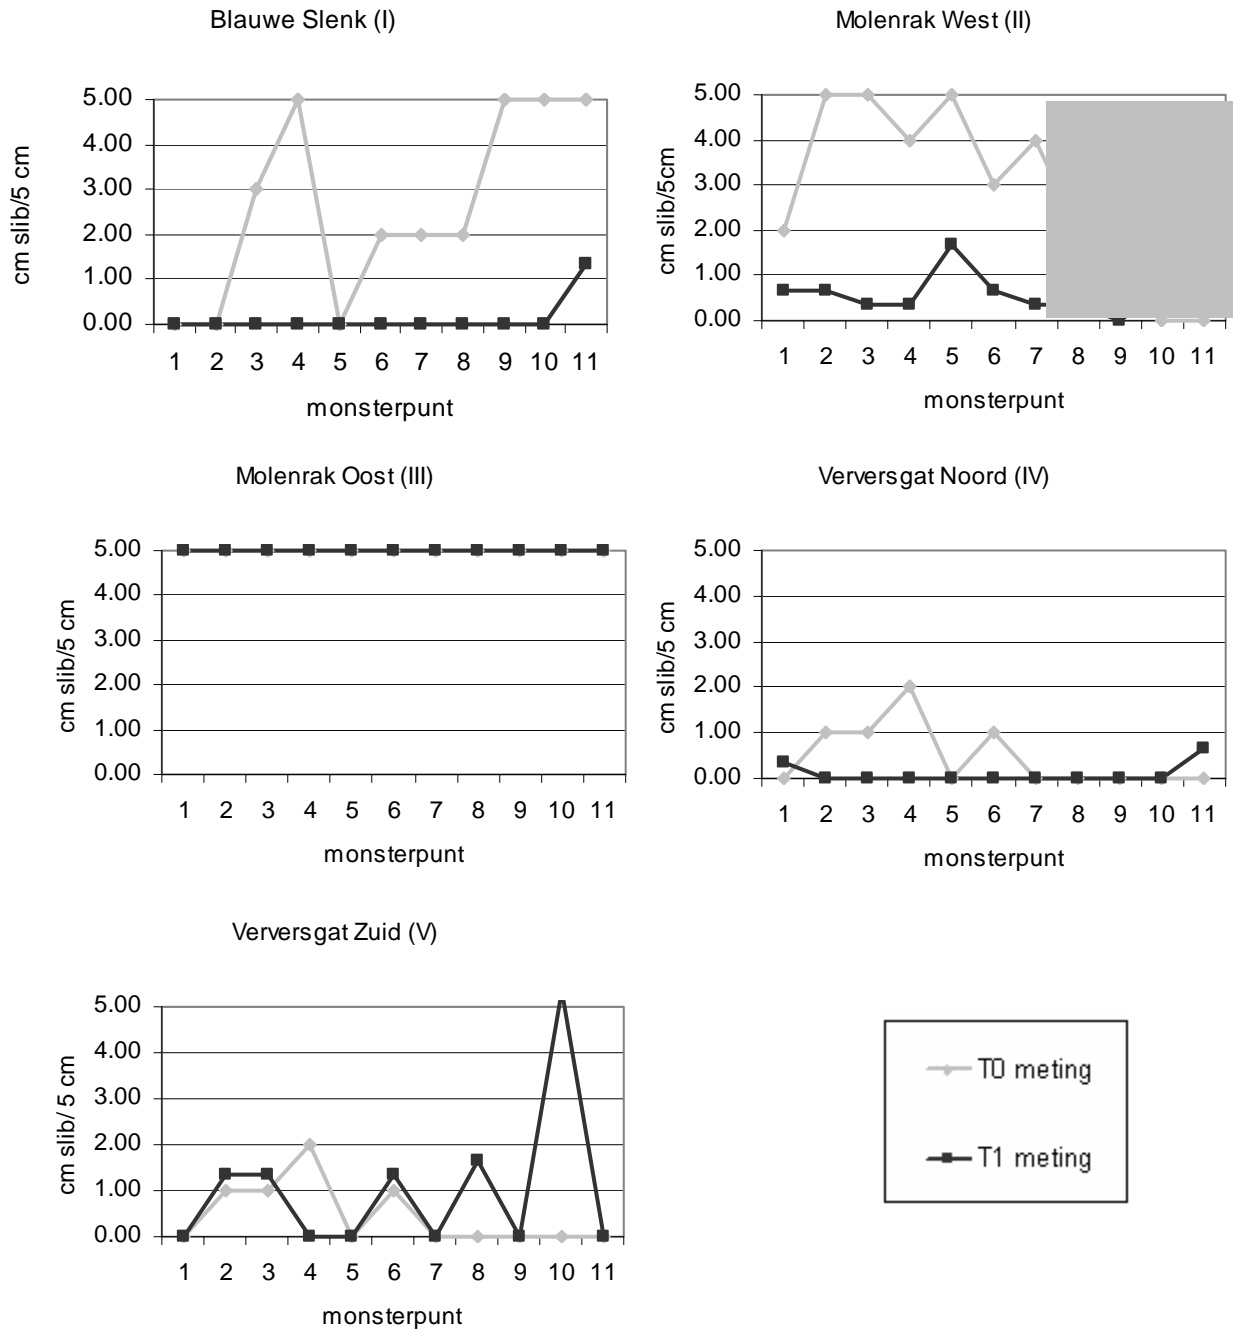 Blauwe Slenk (I)
5.00
4.00
3.00
2.00
1.00
0.00
cm slib/5 cm
1 2 3 4 5 6 7 8 9 10 11
monsterpunt
Molenrak West (II)
5.00
4.00
3.00
2.00
1.00
0.00
cm slib/5cm
1 2 3 4 5 6 7 8 9 10 11
monsterpunt
Molenrak Oost (III)
5.00
4.00
3.00
2.00
1.00
0.00
cm slib/5 cm
1 2 3 4 5 6 7 8 9 10 11
monsterpunt
Ververs gat Noord (IV)
5.00
4.00
3.00
2.00
1.00
0.00
cm slib/5 cm
1 2 3 4 5 6 7 8 9 10 11
monsterpunt
Ververs gat Zuid (V)
5.00
4.00
3.00
2.00
1.00
0.00
cm slib/ 5 cm
1 2 3 4 5 6 7 8 9 10 11
monsterpunt
T0 meting
T1 meting